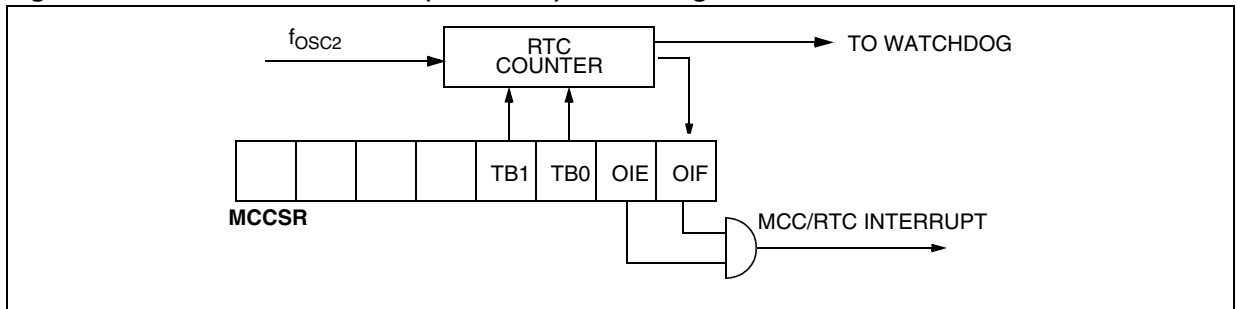 fOSC2
RTC
COUNTER
TO WATCHDOG
TB1 TB0 OIE OIF
MCCSR
MCC/RTC INTERRUPT